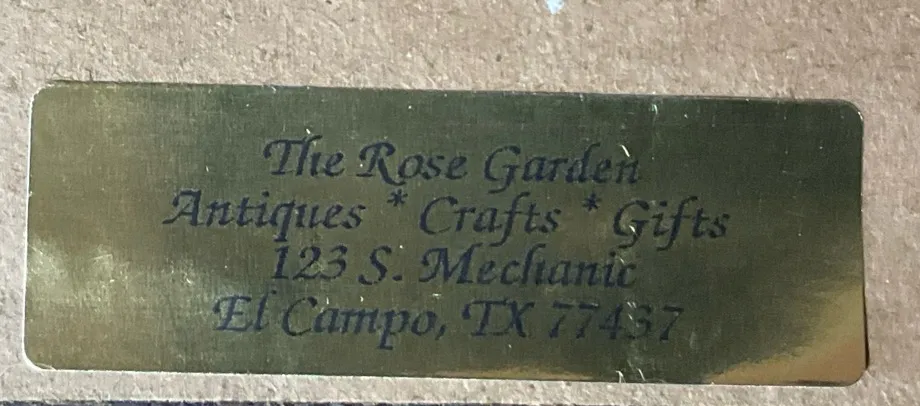 The Rose Garden
Antiques * Crafts * Gifts
123 S. Mechanic
El Campo, TX 77437